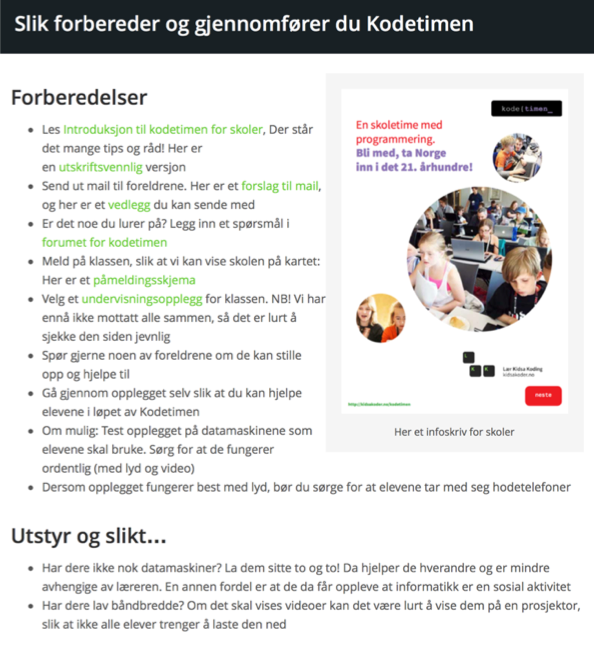 Slik forbereder og gjennomfører du Kodetimen
Forberedelser
• Les Introduksjon til kodetimen for skoler, Der står
det mange tips og råd! Her er
en utskriftsvennlig versjon
• Send ut mail til foreldrene. Her er et forslag til mail,
og her er et vedlegg du kan sende med
• Er det noe du lurer på? Legg inn et spørsmål i
forumet for kodetimen
• Meld på klassen, slik at vi kan vise skolen på kartet:
Her er et påmeldingsskjema
• Velg et undervisningsopplegg for klassen. NB! Vi har
ennå ikke mottatt alle sammen, så det er lurt å
sjekke den siden jevnlig
• Spør gjerne noen av foreldrene om de kan stille
opp og hjelpe til
• Gå gjennom opplegget selv slik at du kan hjelpe
elevene i løpet av Kodetimen
• Om mulig: Test opplegget på datamaskinene som
elevene skal bruke. Sørg for at de fungerer
ordentlig (med lyd og video)
• Dersom opplegget fungerer best med lyd, bør du sørge for at elevene tar med seg hodetelefoner
kode|timen_
En skoletime med
programmering.
Bli med, ta Norge
inn i det 21. århundre!
L
K K
Lær Kidsa Koding
kidsakoder.no
http://kidsakoder.no/kodetimen
neste
Her et infoskriv for skoler
Utstyr og slikt...
• Har dere ikke nok datamaskiner? La dem sitte to og to! Da hjelper de hverandre og er mindre
avhengige av læreren. En annen fordel er at de da får oppleve at informatikk er en sosial aktivitet
• Har dere lav båndbredde? Om det skal vises videoer kan det være lurt å vise dem på en prosjektor,
slik at ikke alle elever trenger å laste den ned